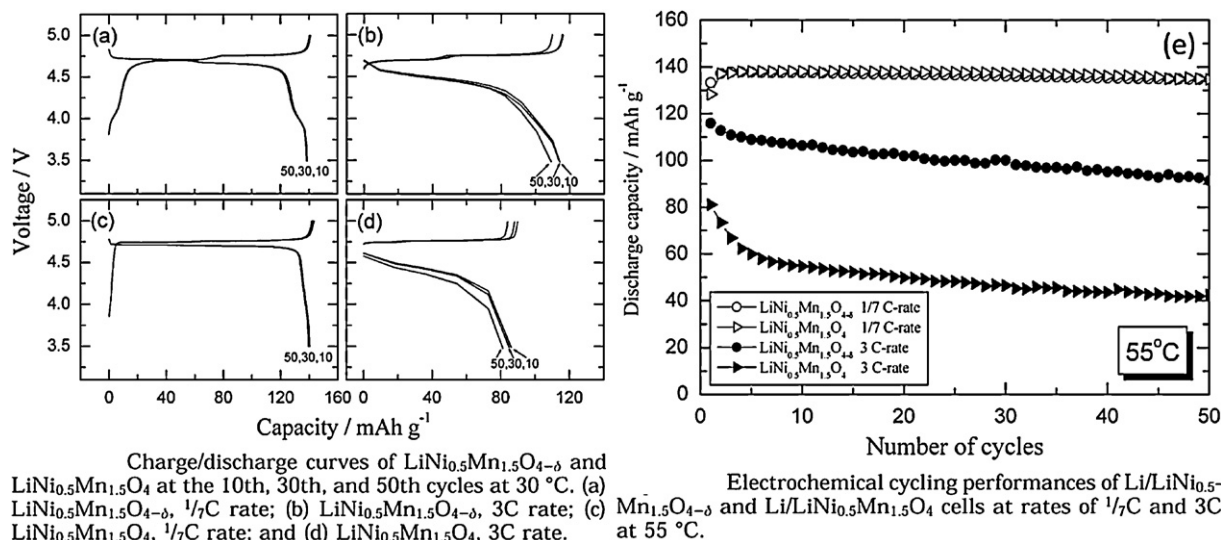 (a)
(b)
5.0
4.5
4.0
3.5
50,30,10
50,30,10
(c)
(d)
5.0
4.5
4.0
3.5
50,30,10
50,30,10
0 40 80 120 0 40 80 120
Voltage / V
Capacity / mAh g⁻¹
Charge/discharge curves of LiNi₀.₅Mn₁.₅O₄₋δ and
LiNi₀.₅Mn₁.₅O₄ at the 10th, 30th, and 50th cycles at 30 °C. (a)
LiNi₀.₅Mn₁.₅O₄₋δ, ¹/₇C rate; (b) LiNi₀.₅Mn₁.₅O₄₋δ, 3C rate; (c)
LiNi₀.₅Mn₁.₅O₄, ¹/₇C rate; and (d) LiNi₀.₅Mn₁.₅O₄, 3C rate.
(e)
160
140
120
100
80
60
40
20
0
Discharge capacity / mAh g⁻¹
LiNi₀.₅Mn₁.₅O₄₋δ 1/7 C-rate
LiNi₀.₅Mn₁.₅O₄ 1/7 C-rate
LiNi₀.₅Mn₁.₅O₄₋δ 3 C-rate
LiNi₀.₅Mn₁.₅O₄ 3 C-rate
55°C
0 10 20 30 40 50
Number of cycles
Electrochemical cycling performances of Li/LiNi₀.₅-
Mn₁.₅O₄₋δ and Li/LiNi₀.₅Mn₁.₅O₄ cells at rates of ¹/₇C and 3C
at 55 °C.